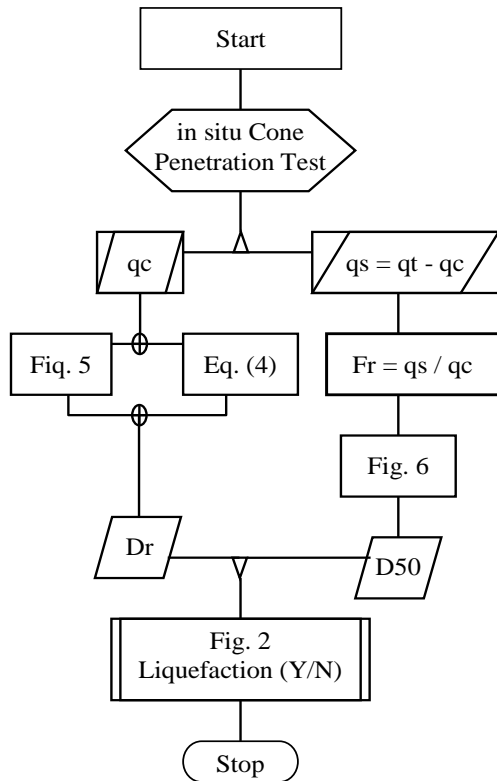 Start
in situ Cone
Penetration Test
qc
qs = qt - qc
Fiq. 5
Eq. (4)
Fr = qs / qc
Fig. 6
Dr
D50
Fig. 2
Liquefaction (Y/N)
Stop